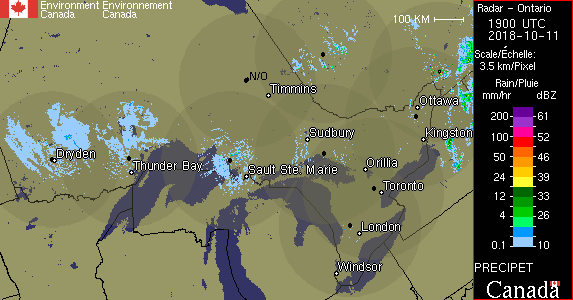 Environment Environnement
Canada Canada
100 KM
N/O
Timmins
Ottawa
Sudbury
Kingston
Dryden
Thunder Bay
Sault Ste. Marie
Orillia
Toronto
London
Windsor
Radar - Ontario
1900 UTC
2018-10-11
Scale/Échelle:
3.5 km/Pixel
Rain/Pluie
mm/hr dBZ
200 61
100 52
50 46
24 39
12 33
4 26
0.1 10
PRECIPET
Canada